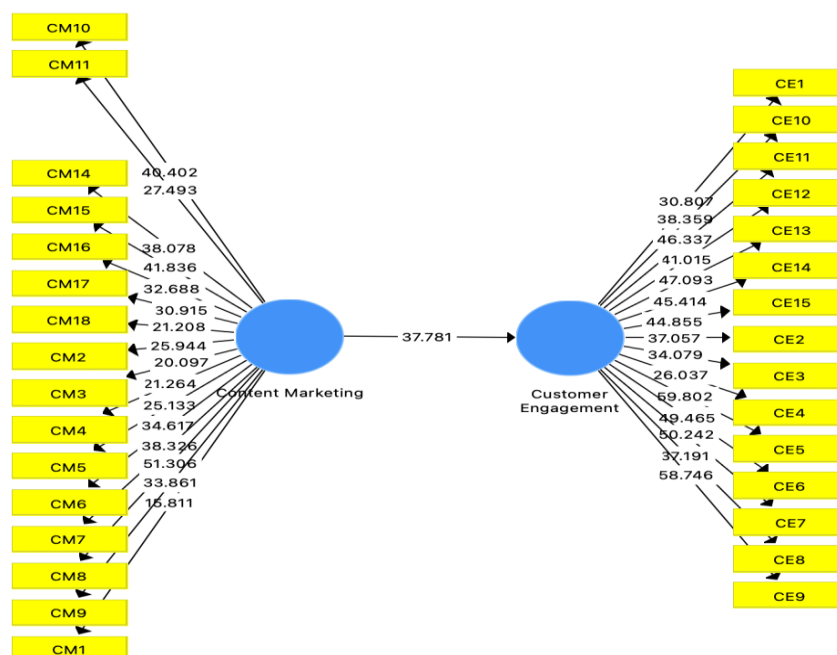 CM10
CM11
CM14
CM15
CM16
CM17
CM18
CM2
CM3
CM4
CM5
CM6
CM7
CM8
CM9
CM1
40.402
27.493
38.078
41.836
32.688
30.915
21.208
25.944
20.097
21.264
25.133
34.617
38.326
51.306
33.861
15.811
Content Marketing
37.781
Customer
Engagement
30.807
38.359
46.337
41.015
47.093
45.414
44.855
37.057
34.079
26.037
59.802
49.465
50.242
37.191
58.746
CE1
CE10
CE11
CE12
CE13
CE14
CE15
CE2
CE3
CE4
CE5
CE6
CE7
CE8
CE9